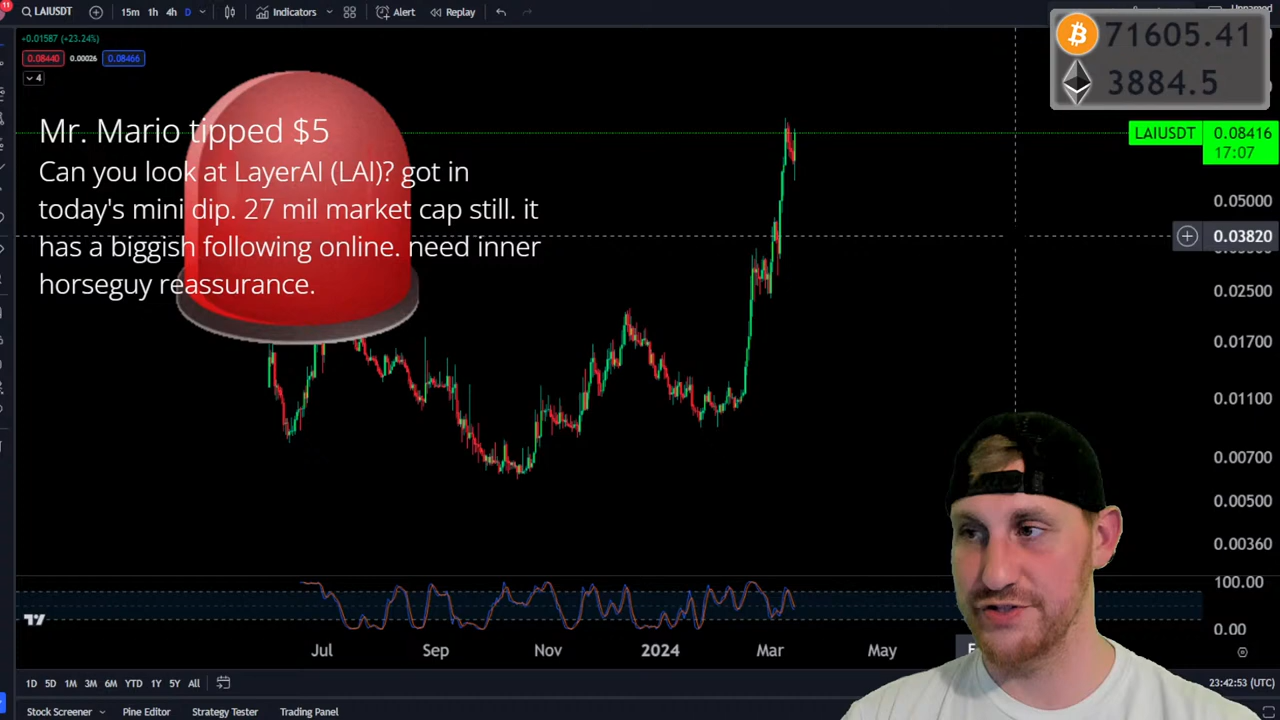 11
LAIUSDT
15m 1h 4h D
Indicators
Alert
Replay
Unnamed
+0.01587 (+23.24%)
0.08440 0.00026 0.08466
4
71605.41
3884.5
Mr. Mario tipped $5
Can you look at LayerAI (LAI)? got in
today's mini dip. 27 mil market cap still. it
has a biggish following online. need inner
horseguy reassurance.
LAIUSDT 0.08416
17:07
0.05000
0.03820
0.02500
0.01700
0.01100
0.00700
0.00500
0.00360
100.00
0.00
Jul Sep Nov 2024 Mar May
1D 5D 1M 3M 6M YTD 1Y 5Y All
23:42:53 (UTC)
Stock Screener Pine Editor Strategy Tester Trading Panel